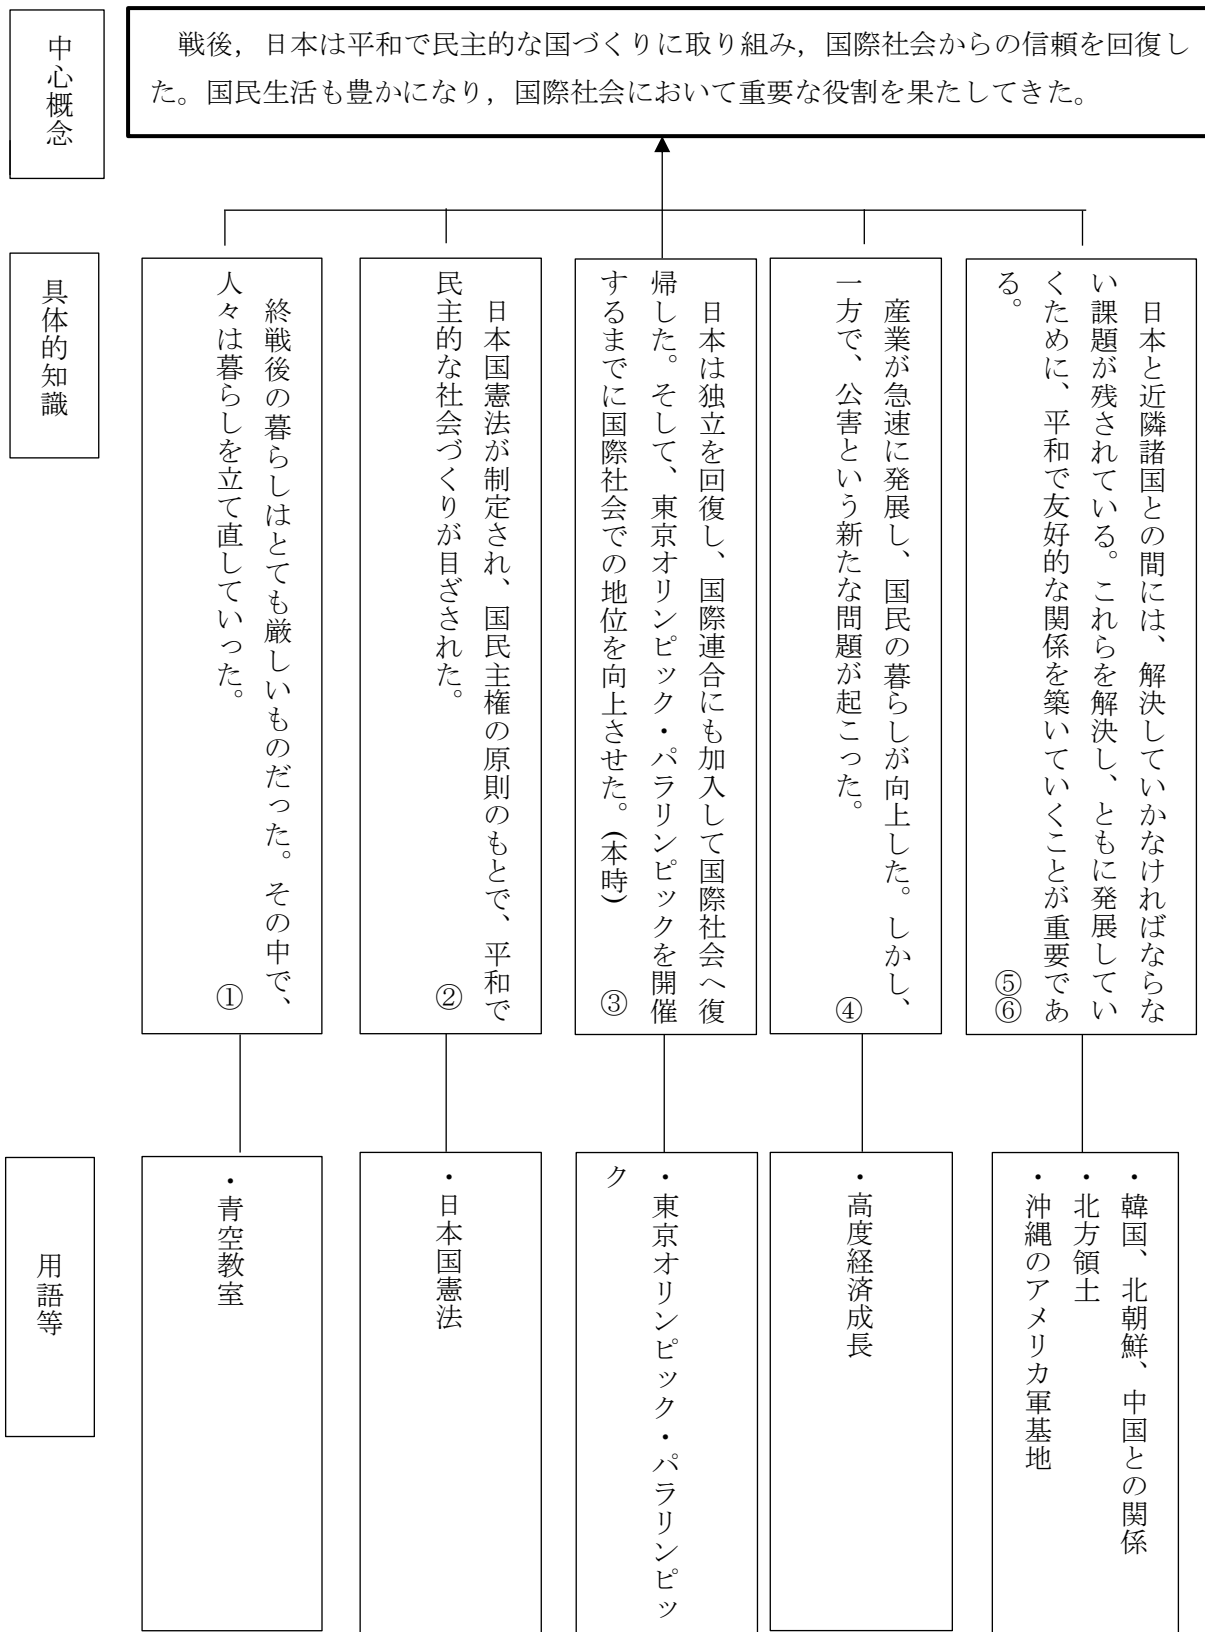 中心概念
戦後，日本は平和で民主的な国づくりに取り組み，国際社会からの信頼を回復し
た。国民生活も豊かになり，国際社会において重要な役割を果たしてきた。
具体的知識
終戦後の暮らしはとても厳しいものだった。その中で、
人々は暮らしを立て直していった。
①
日本国憲法が制定され、国民主権の原則のもとで、平和で
民主的な社会づくりが目ざされた。
②
日本は独立を回復し、国際連合にも加入して国際社会へ復
帰した。そして、東京オリンピック・パラリンピックを開催
するまでに国際社会での地位を向上させた。(本時)
③
産業が急速に発展し、国民の暮らしが向上した。しかし、
一方で、公害という新たな問題が起こった。
④
日本と近隣諸国との間には、解決していかなければならな
い課題が残されている。これらを解決し、ともに発展してい
くために、平和で友好的な関係を築いていくことが重要であ
る。
⑤⑥
用語等
・青空教室
・日本国憲法
・東京オリンピック・パラリンピッ
ク
・高度経済成長
・韓国、北朝鮮、中国との関係
・北方領土
・沖縄のアメリカ軍基地